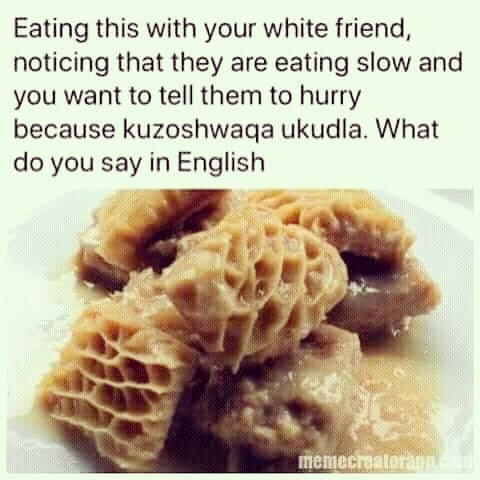 Eating this with your white friend,
noticing that they are eating slow and
you want to tell them to hurry
because kuzoshwaqa ukudla. What
do you say in English
memecreatorapp.com